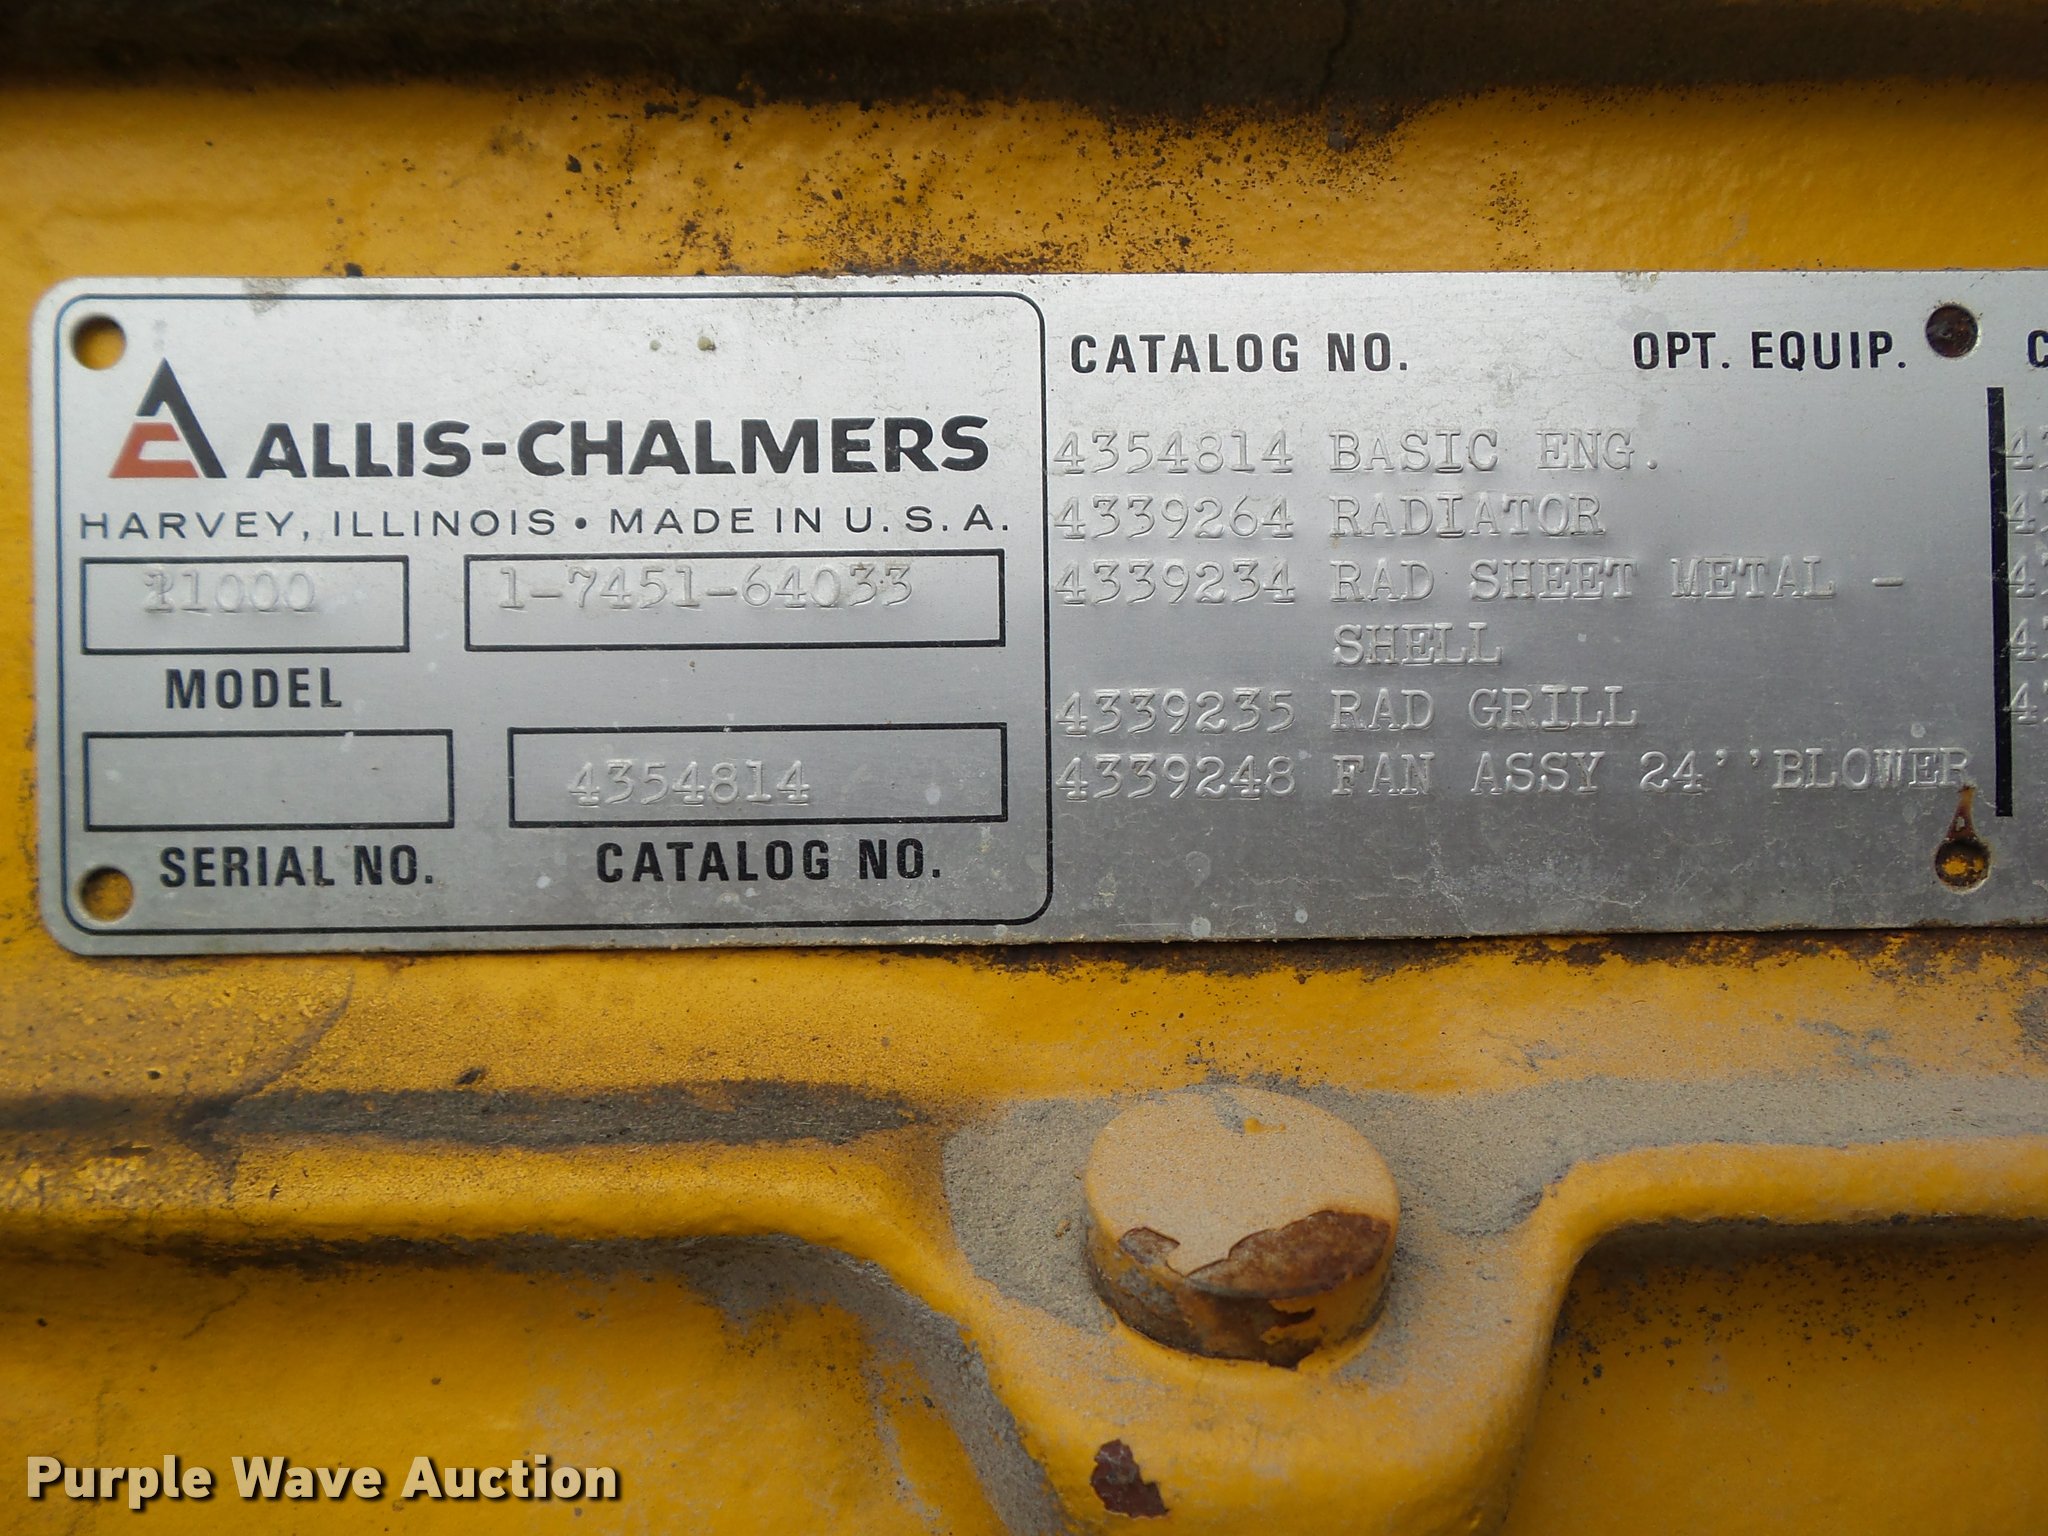 ALLIS-CHALMERS
HARVEY, ILLINOIS • MADE IN U.S.A.
1-7451-64033
MODEL
4354814
SERIAL NO.
CATALOG NO.
CATALOG NO. OPT. EQUIP.
4354814 BASIC ENG.
4339264 RADIATOR
4339234 RAD SHEET METAL -
SHELL
4339235 RAD GRILL
4339248 FAN ASSY 24''BLOWER
Purple Wave Auction